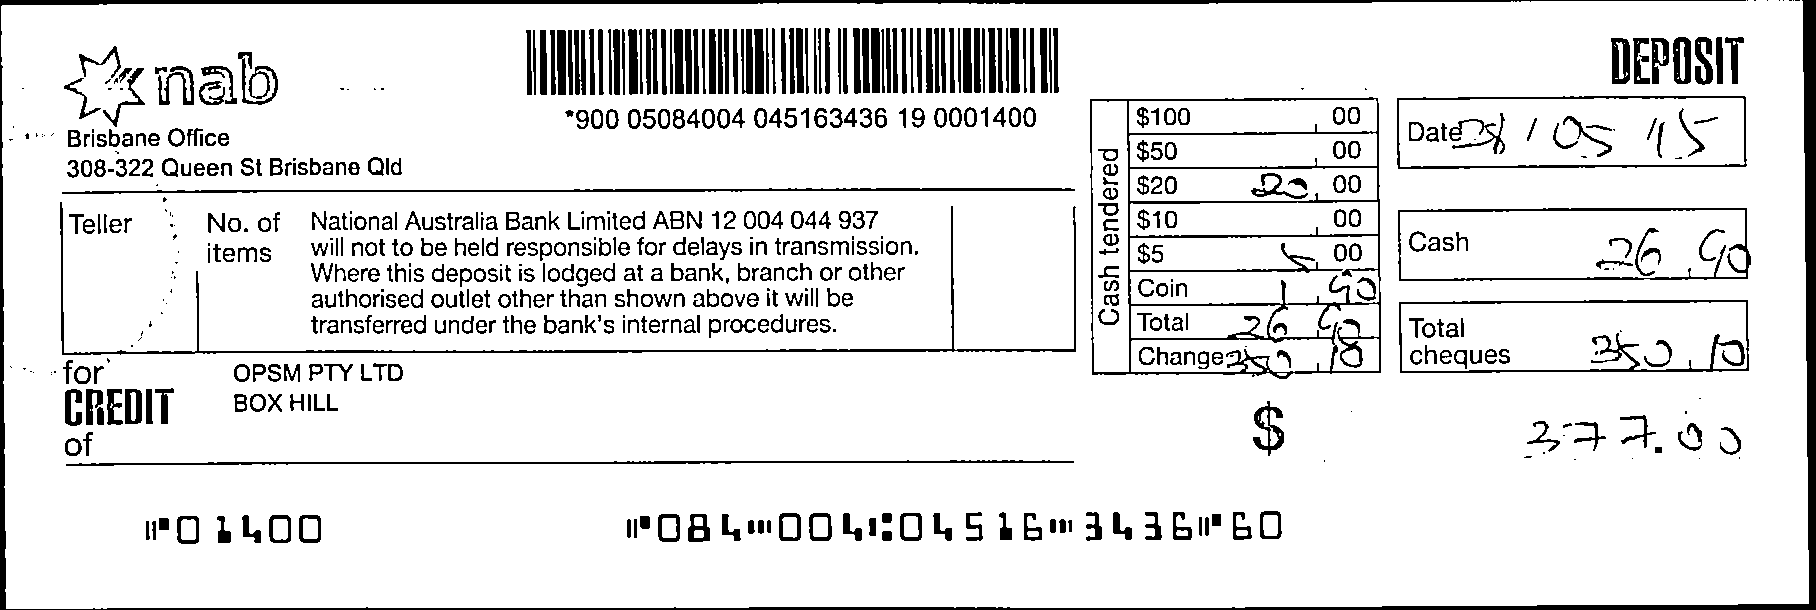 nab
Brisbane Office
308-322 Queen St Brisbane Qld
*900 05084004 045163436 19 0001400
DEPOSIT
Teller
No. of items
National Australia Bank Limited ABN 12 004 044 937
will not to be held responsible for delays in transmission.
Where this deposit is lodged at a bank, branch or other
authorised outlet other than shown above it will be
transferred under the bank's internal procedures.
for
CREDIT
of
OPSM PTY LTD
BOX HILL
Cash tendered
$100 , 00
$50 , 00
$20 20, 00
$10 , 00
$5 5, 00
Coin 1, 90
Total 26, 90
Change 350, 10
Date 28 / 05 / 15
Cash 26, 90
Total cheques 350, 10
$ 377.00
⑈01400
⑈084⑉004⑆04516⑉3436⑈60